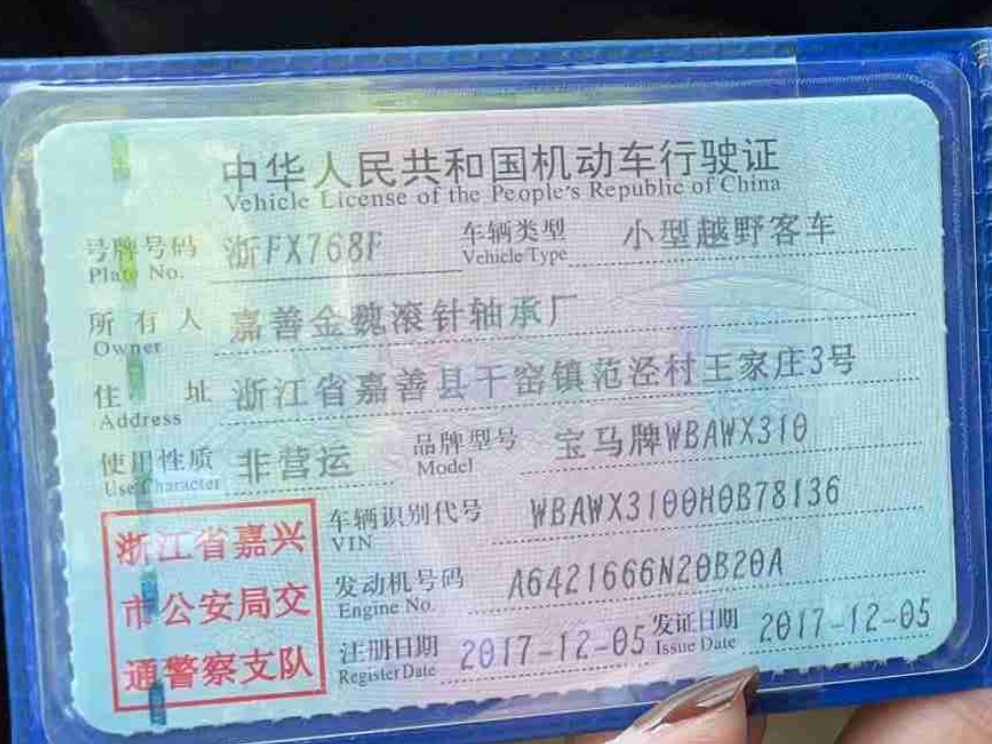 中华人民共和国机动车行驶证
Vehicle License of the People's Republic of China
号牌号码 浙FX768F 车辆类型 小型越野客车
Plate No. Vehicle Type
所有人 嘉善金魏滚针轴承厂
Owner
住址 浙江省嘉善县干窑镇范泾村王家庄3号
Address
使用性质 非营运 品牌型号 宝马牌WBAWX310
Use Character Model
浙江省嘉兴
市公安局交
通警察支队
车辆识别代号 WBAWX3100H0B78136
VIN
发动机号码 A6421666N20B20A
Engine No.
注册日期 2017-12-05 发证日期 2017-12-05
Register Date Issue Date